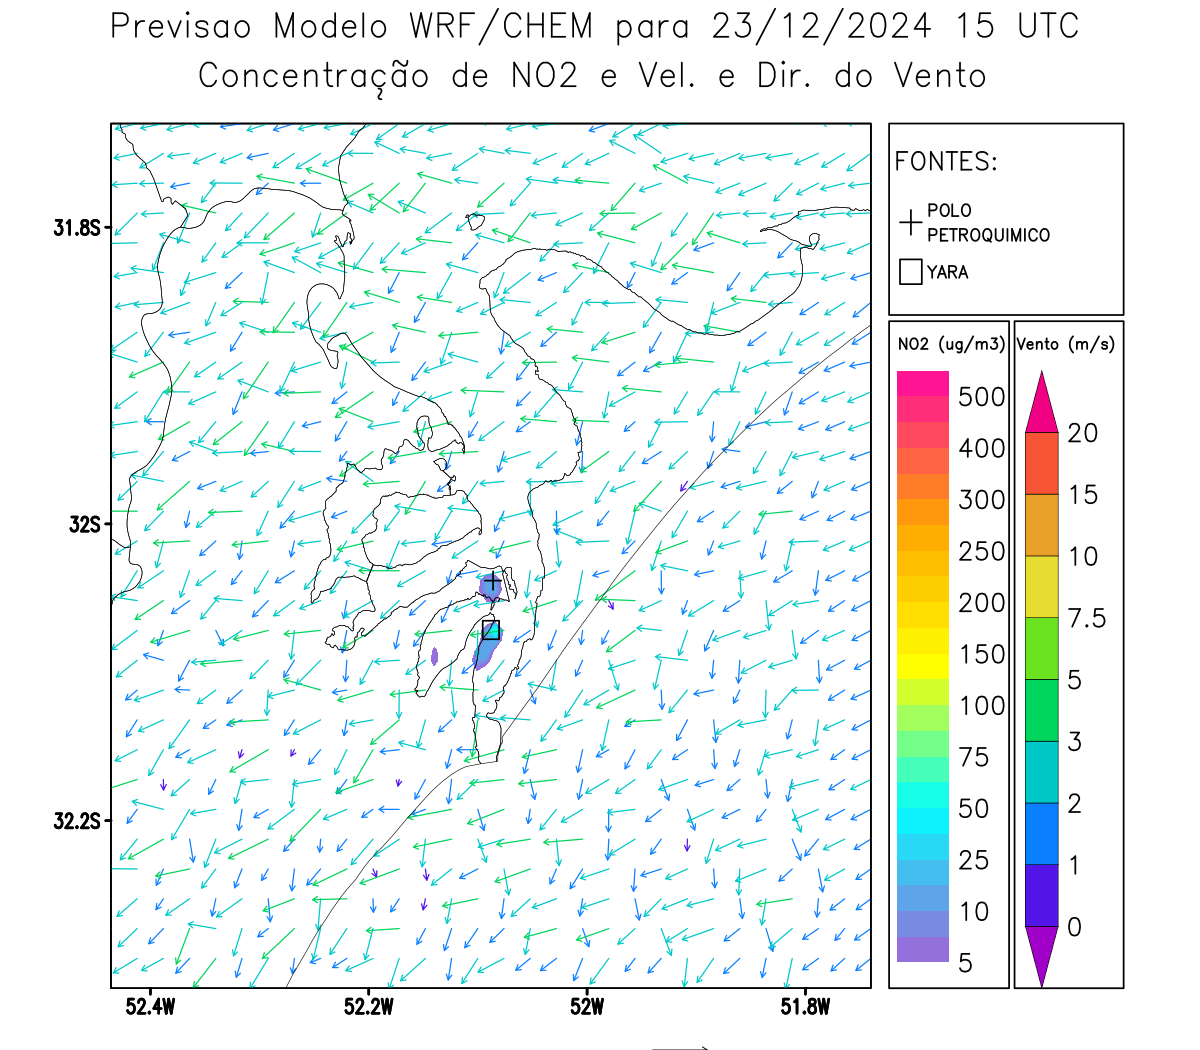 Previsao Modelo WRF/CHEM para 23/12/2024 15 UTC
Concentração de NO2 e Vel. e Dir. do Vento
FONTES:
POLO
PETROQUIMICO
YARA
NO2 (ug/m3)
500
400
300
250
200
150
100
75
50
25
10
5
Vento (m/s)
20
15
10
7.5
5
3
2
1
0
31.8S
32S
32.2S
52.4W
52.2W
52W
51.8W